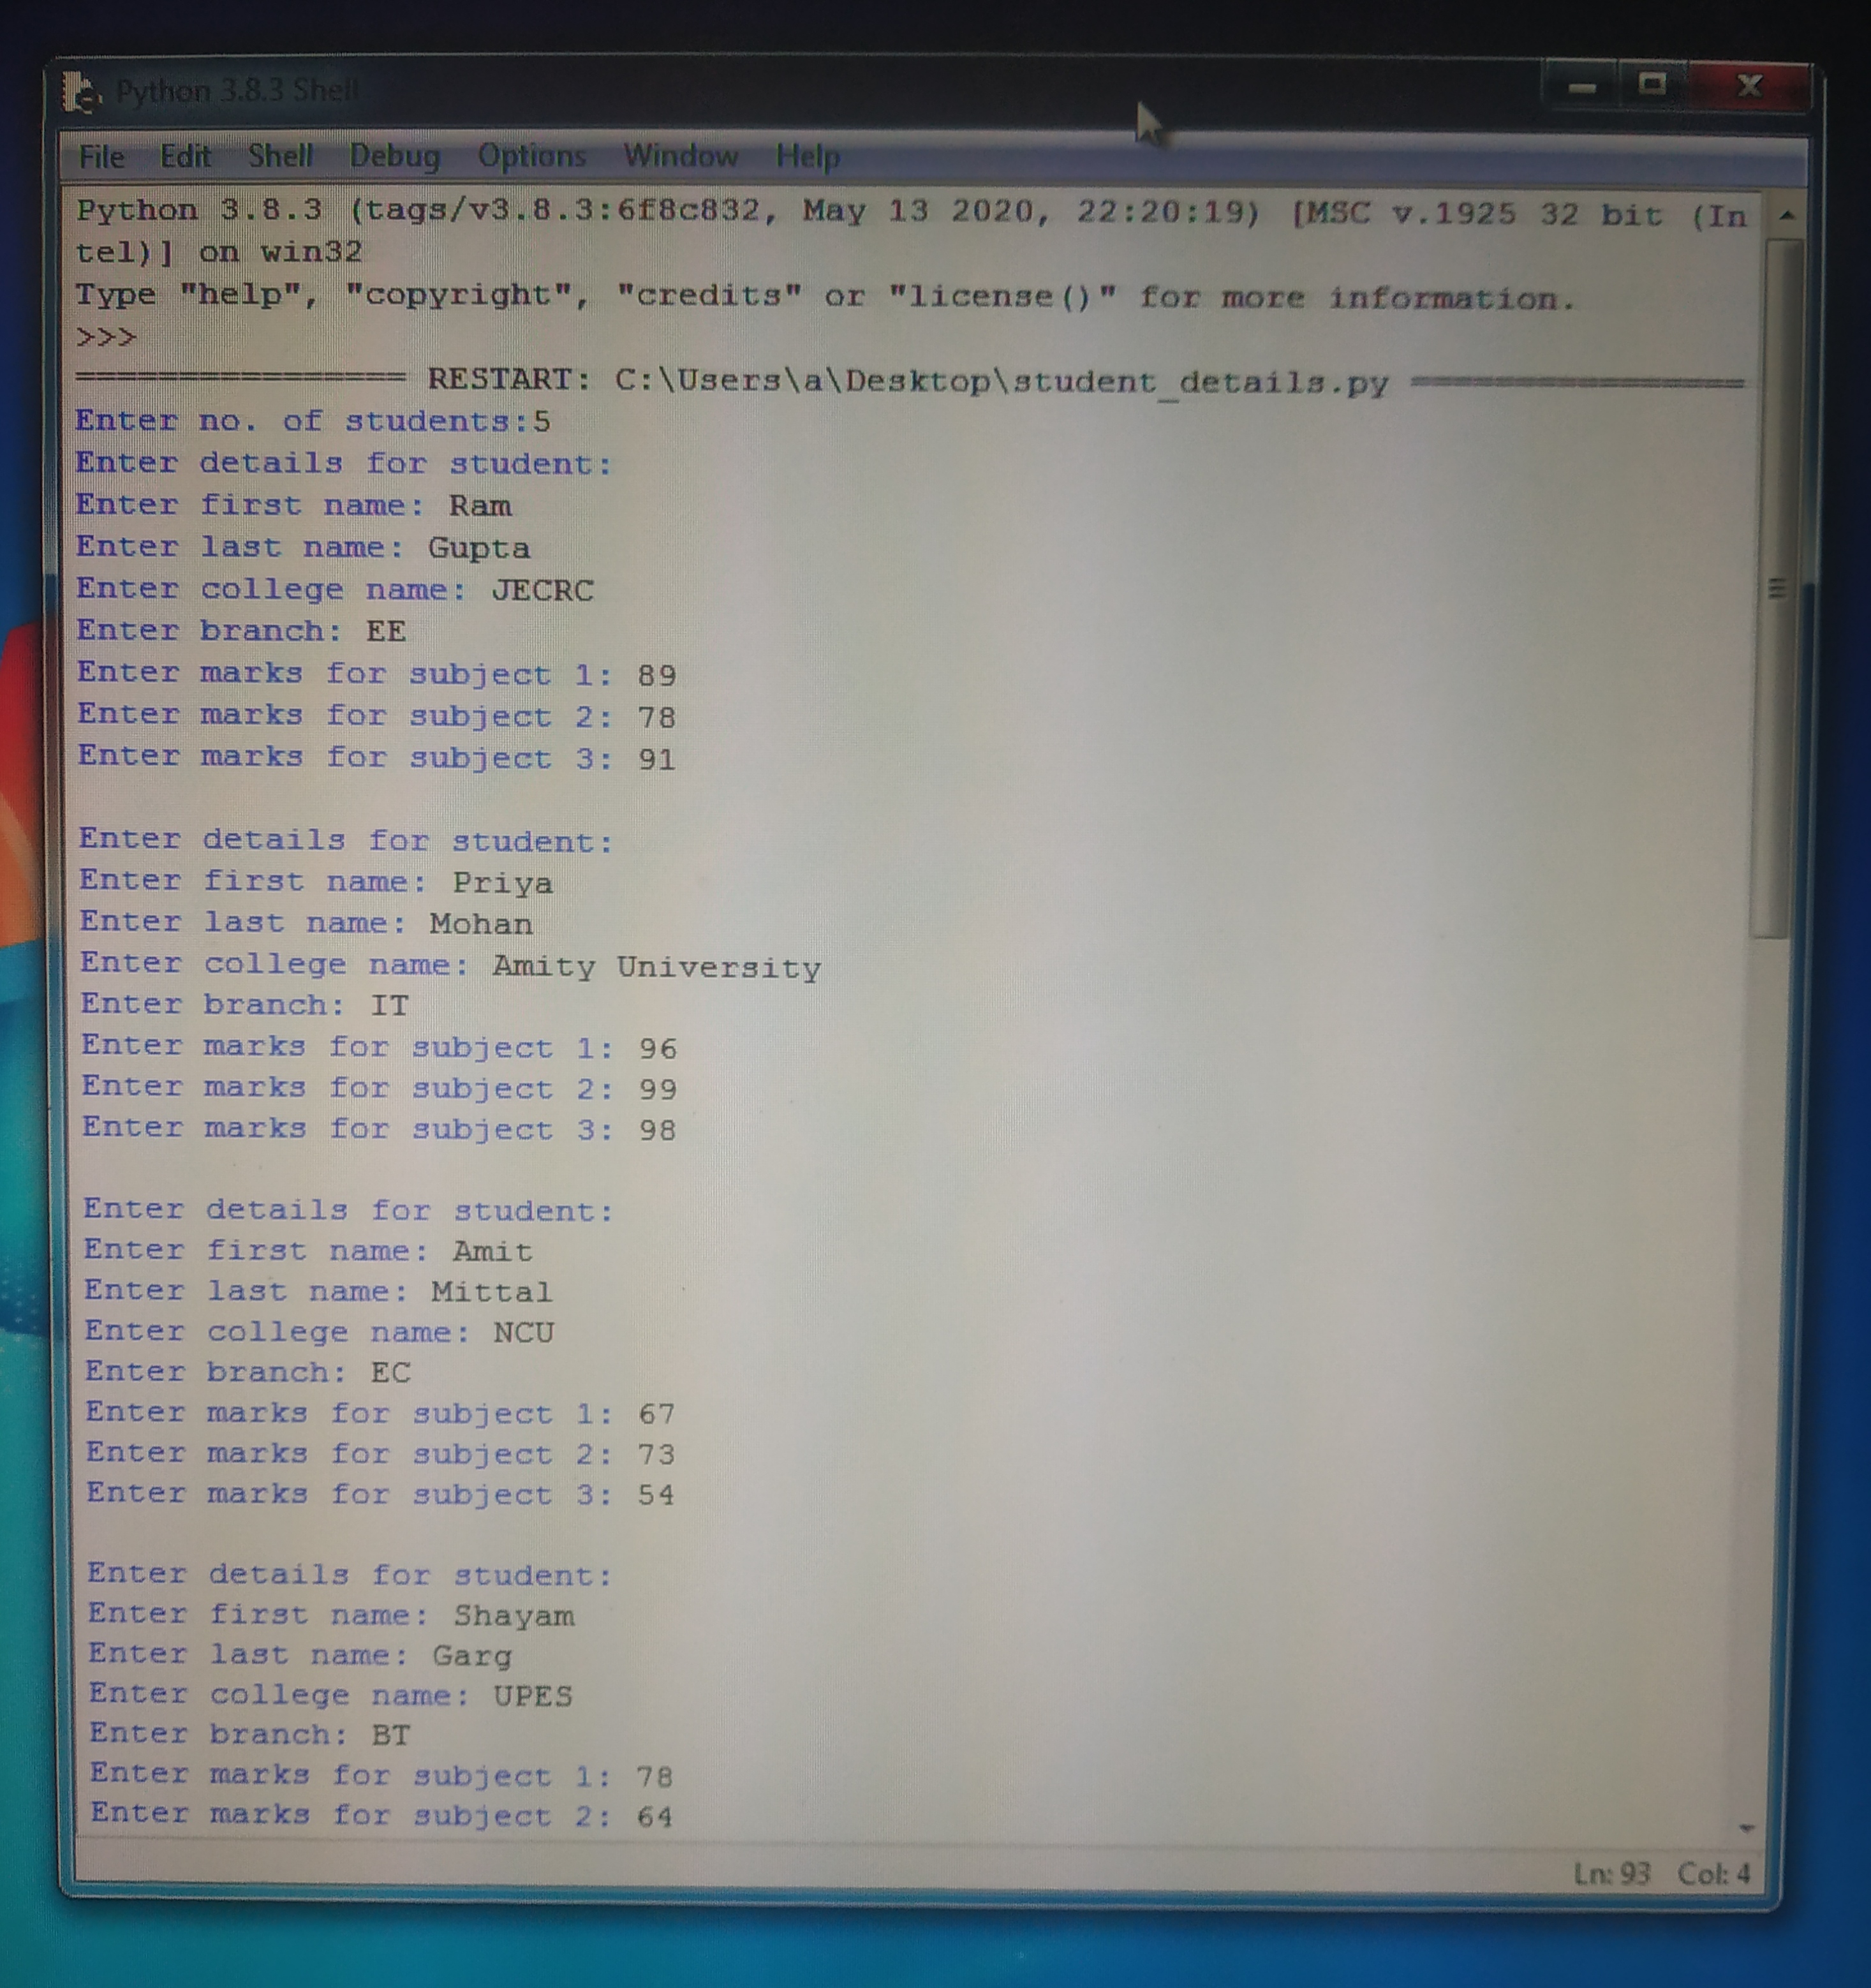 Python 3.8.3 Shell
File Edit Shell Debug Options Window Help
Python 3.8.3 (tags/v3.8.3:6f8c832, May 13 2020, 22:20:19) [MSC v.1925 32 bit (In
tel)] on win32
Type "help", "copyright", "credits" or "license()" for more information.
>>>
================ RESTART: C:\Users\a\Desktop\student_details.py ================
Enter no. of students:5
Enter details for student:
Enter first name: Ram
Enter last name: Gupta
Enter college name: JECRC
Enter branch: EE
Enter marks for subject 1: 89
Enter marks for subject 2: 78
Enter marks for subject 3: 91
Enter details for student:
Enter first name: Priya
Enter last name: Mohan
Enter college name: Amity University
Enter branch: IT
Enter marks for subject 1: 96
Enter marks for subject 2: 99
Enter marks for subject 3: 98
Enter details for student:
Enter first name: Amit
Enter last name: Mittal
Enter college name: NCU
Enter branch: EC
Enter marks for subject 1: 67
Enter marks for subject 2: 73
Enter marks for subject 3: 54
Enter details for student:
Enter first name: Shayam
Enter last name: Garg
Enter college name: UPES
Enter branch: BT
Enter marks for subject 1: 78
Enter marks for subject 2: 64
Ln: 93 Col: 4